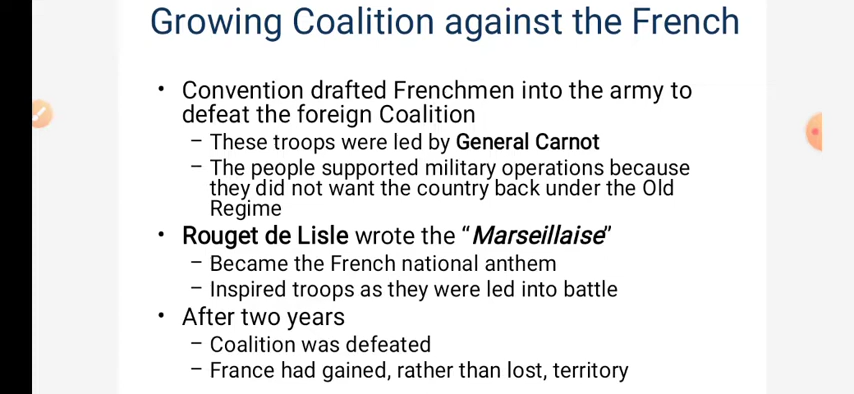 Growing Coalition against the French
• Convention drafted Frenchmen into the army to
defeat the foreign Coalition
– These troops were led by General Carnot
– The people supported military operations because
they did not want the country back under the Old
Regime
• Rouget de Lisle wrote the “Marseillaise”
– Became the French national anthem
– Inspired troops as they were led into battle
• After two years
– Coalition was defeated
– France had gained, rather than lost, territory